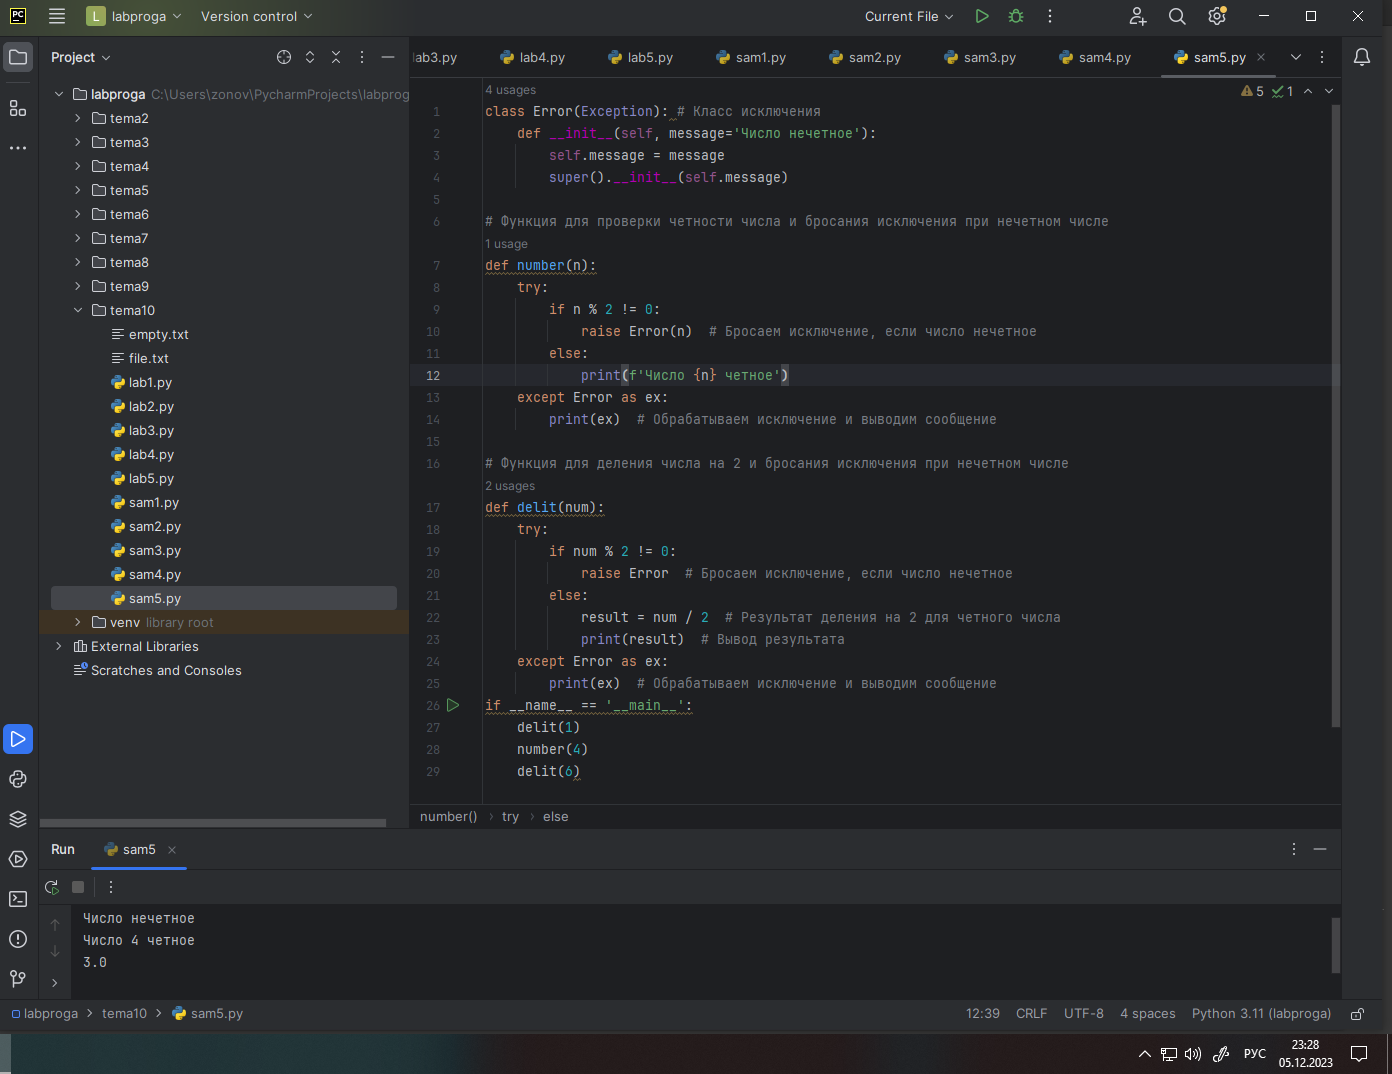 PC
L labproga
Version control
Current File
Project
lab3.py
lab4.py
lab5.py
sam1.py
sam2.py
sam3.py
sam4.py
sam5.py
labproga C:\Users\zonov\PycharmProjects\labprog
tema2
tema3
tema4
tema5
tema6
tema7
tema8
tema9
tema10
empty.txt
file.txt
lab1.py
lab2.py
lab3.py
lab4.py
lab5.py
sam1.py
sam2.py
sam3.py
sam4.py
sam5.py
venv library root
External Libraries
Scratches and Consoles
5 1
4 usages
1 class Error(Exception): # Класс исключения
2 def __init__(self, message='Число нечетное'):
3 self.message = message
4 super().__init__(self.message)
5
6 # Функция для проверки четности числа и бросания исключения при нечетном числе
1 usage
7 def number(n):
8 try:
9 if n % 2 != 0:
10 raise Error(n) # Бросаем исключение, если число нечетное
11 else:
12 print(f'Число {n} четное')
13 except Error as ex:
14 print(ex) # Обрабатываем исключение и выводим сообщение
15
16 # Функция для деления числа на 2 и бросания исключения при нечетном числе
2 usages
17 def delit(num):
18 try:
19 if num % 2 != 0:
20 raise Error # Бросаем исключение, если число нечетное
21 else:
22 result = num / 2 # Результат деления на 2 для четного числа
23 print(result) # Вывод результата
24 except Error as ex:
25 print(ex) # Обрабатываем исключение и выводим сообщение
26 if __name__ == '__main__':
27 delit(1)
28 number(4)
29 delit(6)
number() › try › else
Run
sam5
Число нечетное
Число 4 четное
3.0
labproga › tema10 › sam5.py
12:39 CRLF UTF-8 4 spaces Python 3.11 (labproga)
РУС
23:28
05.12.2023